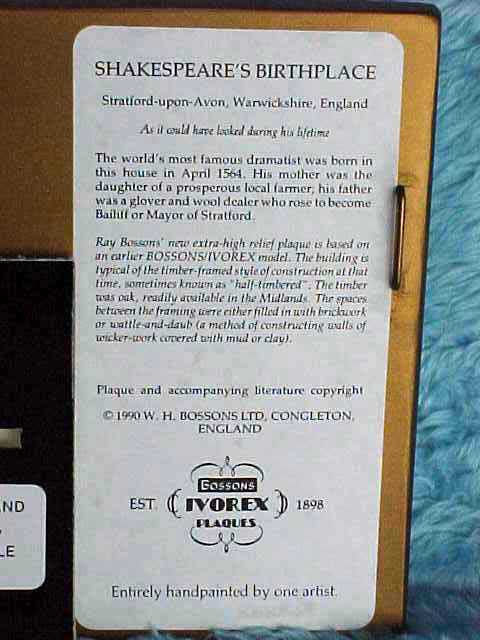 SHAKESPEARE'S BIRTHPLACE
Stratford-upon-Avon, Warwickshire, England
As it could have looked during his lifetime
The world's most famous dramatist was born in
this house in April 1564. His mother was the
daughter of a prosperous local farmer, his father
was a glover and wool dealer who rose to become
Bailiff or Mayor of Stratford.
Ray Bossons' new extra-high relief plaque is based on
an earlier BOSSONS/IVOREX model. The building is
typical of the timber-framed style of construction at that
time, sometimes known as "half-timbered". The timber
was oak, readily available in the Midlands. The spaces
between the framing were either filled in with brickwork
or wattle-and-daub (a method of constructing walls of
wicker-work covered with mud or clay).
Plaque and accompanying literature copyright
© 1990 W. H. BOSSONS LTD, CONGLETON,
ENGLAND
BOSSONS
EST. IVOREX 1898
PLAQUES
Entirely handpainted by one artist.
AND
LE